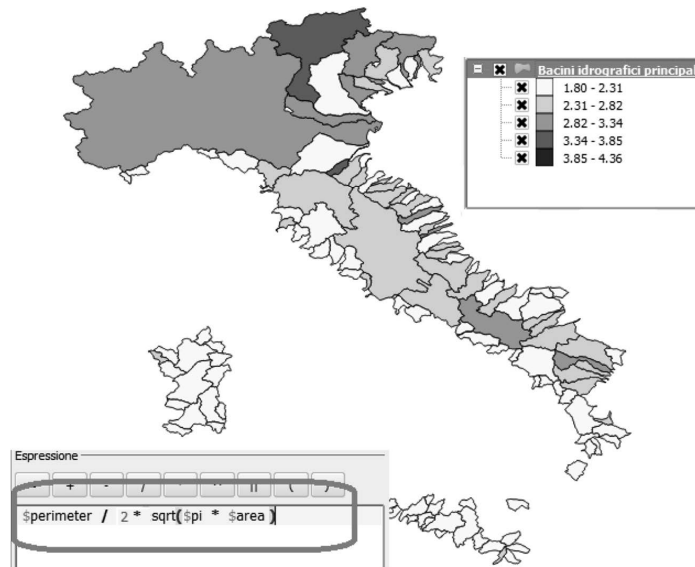 Bacini idrografici principa
1.80 - 2.31
2.31 - 2.82
2.82 - 3.34
3.34 - 3.85
3.85 - 4.36
Espressione
+ - / ^ || ( )
$perimeter / 2 * sqrt($pi * $area )